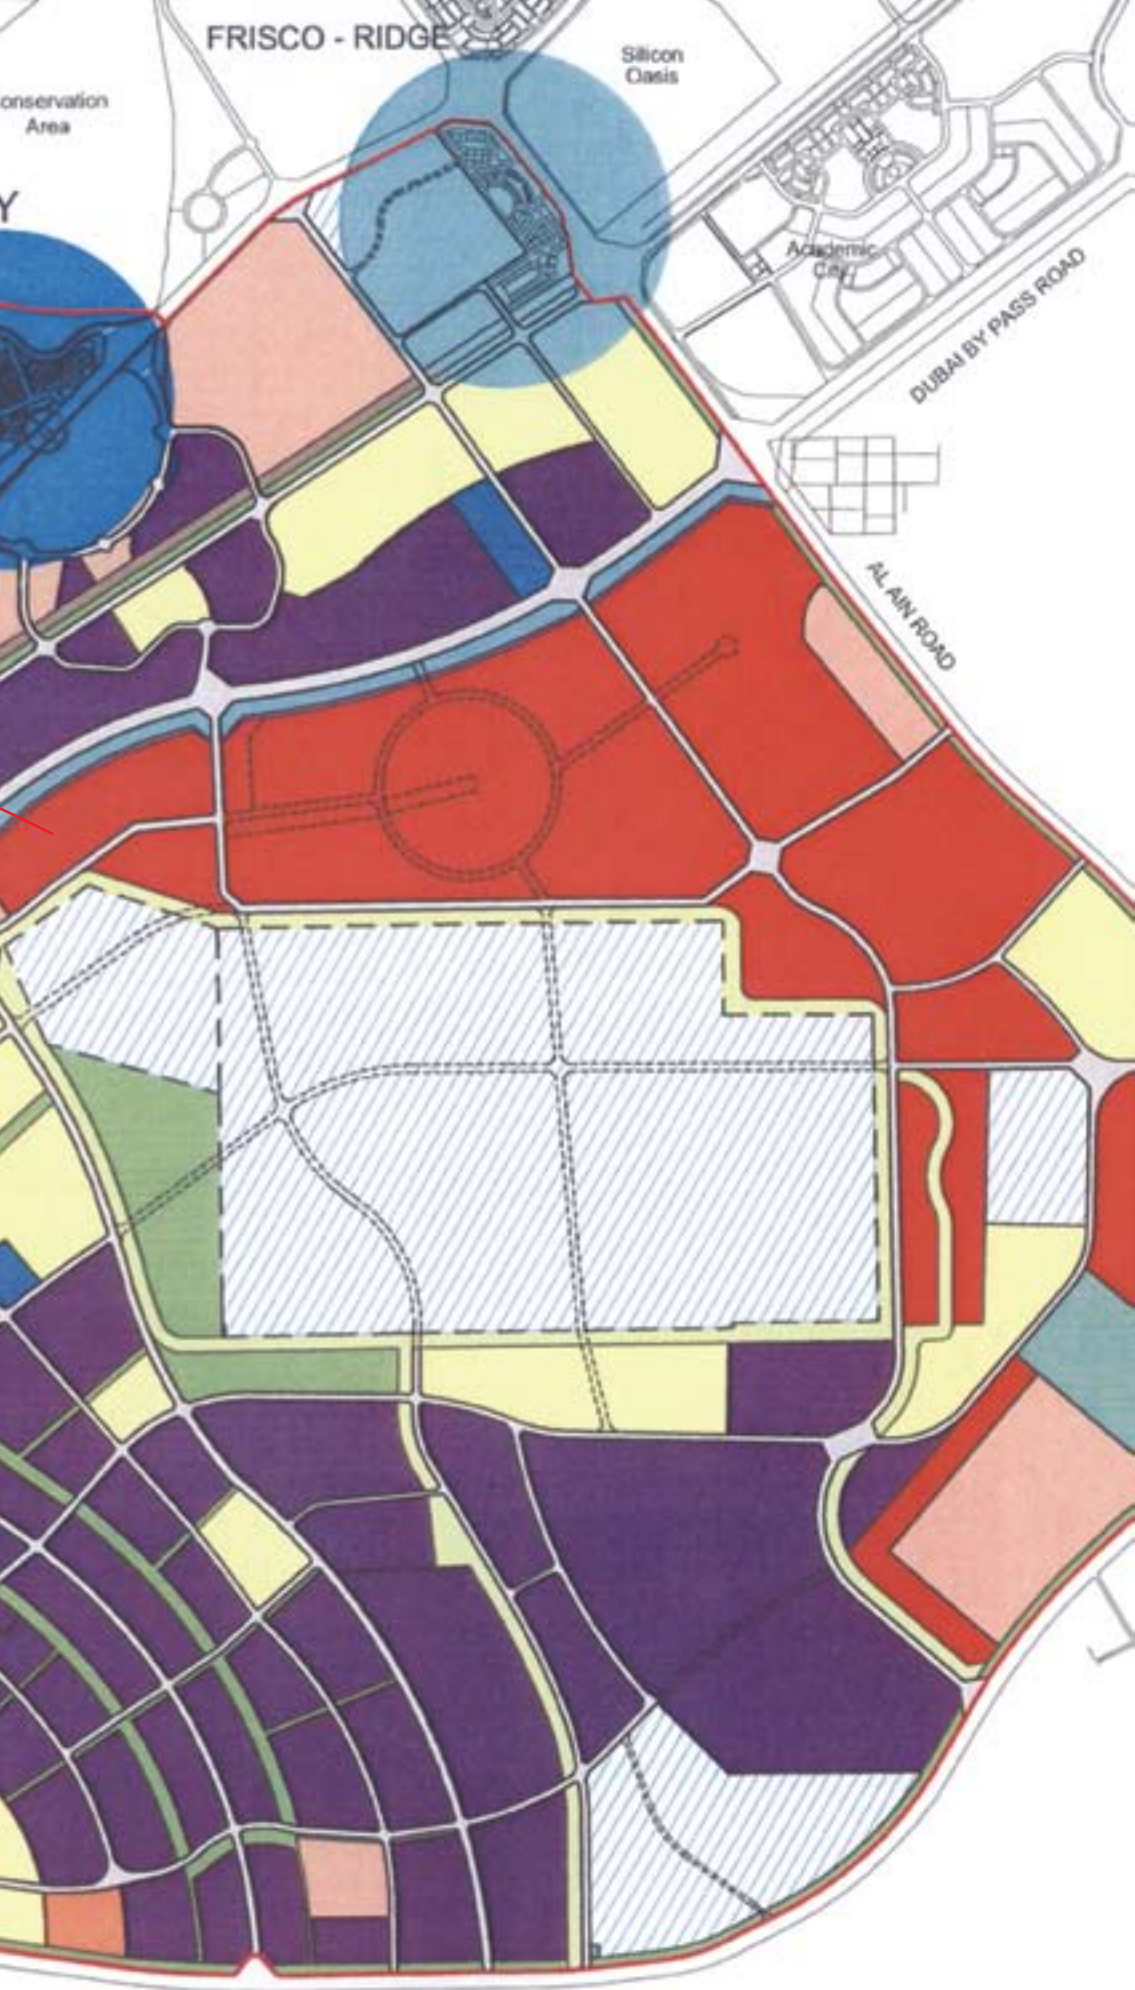 FRISCO - RIDGE
Silicon
Oasis
onservation
Area
Y
Academic
City
DUBAI BY PASS ROAD
AL AIN ROAD